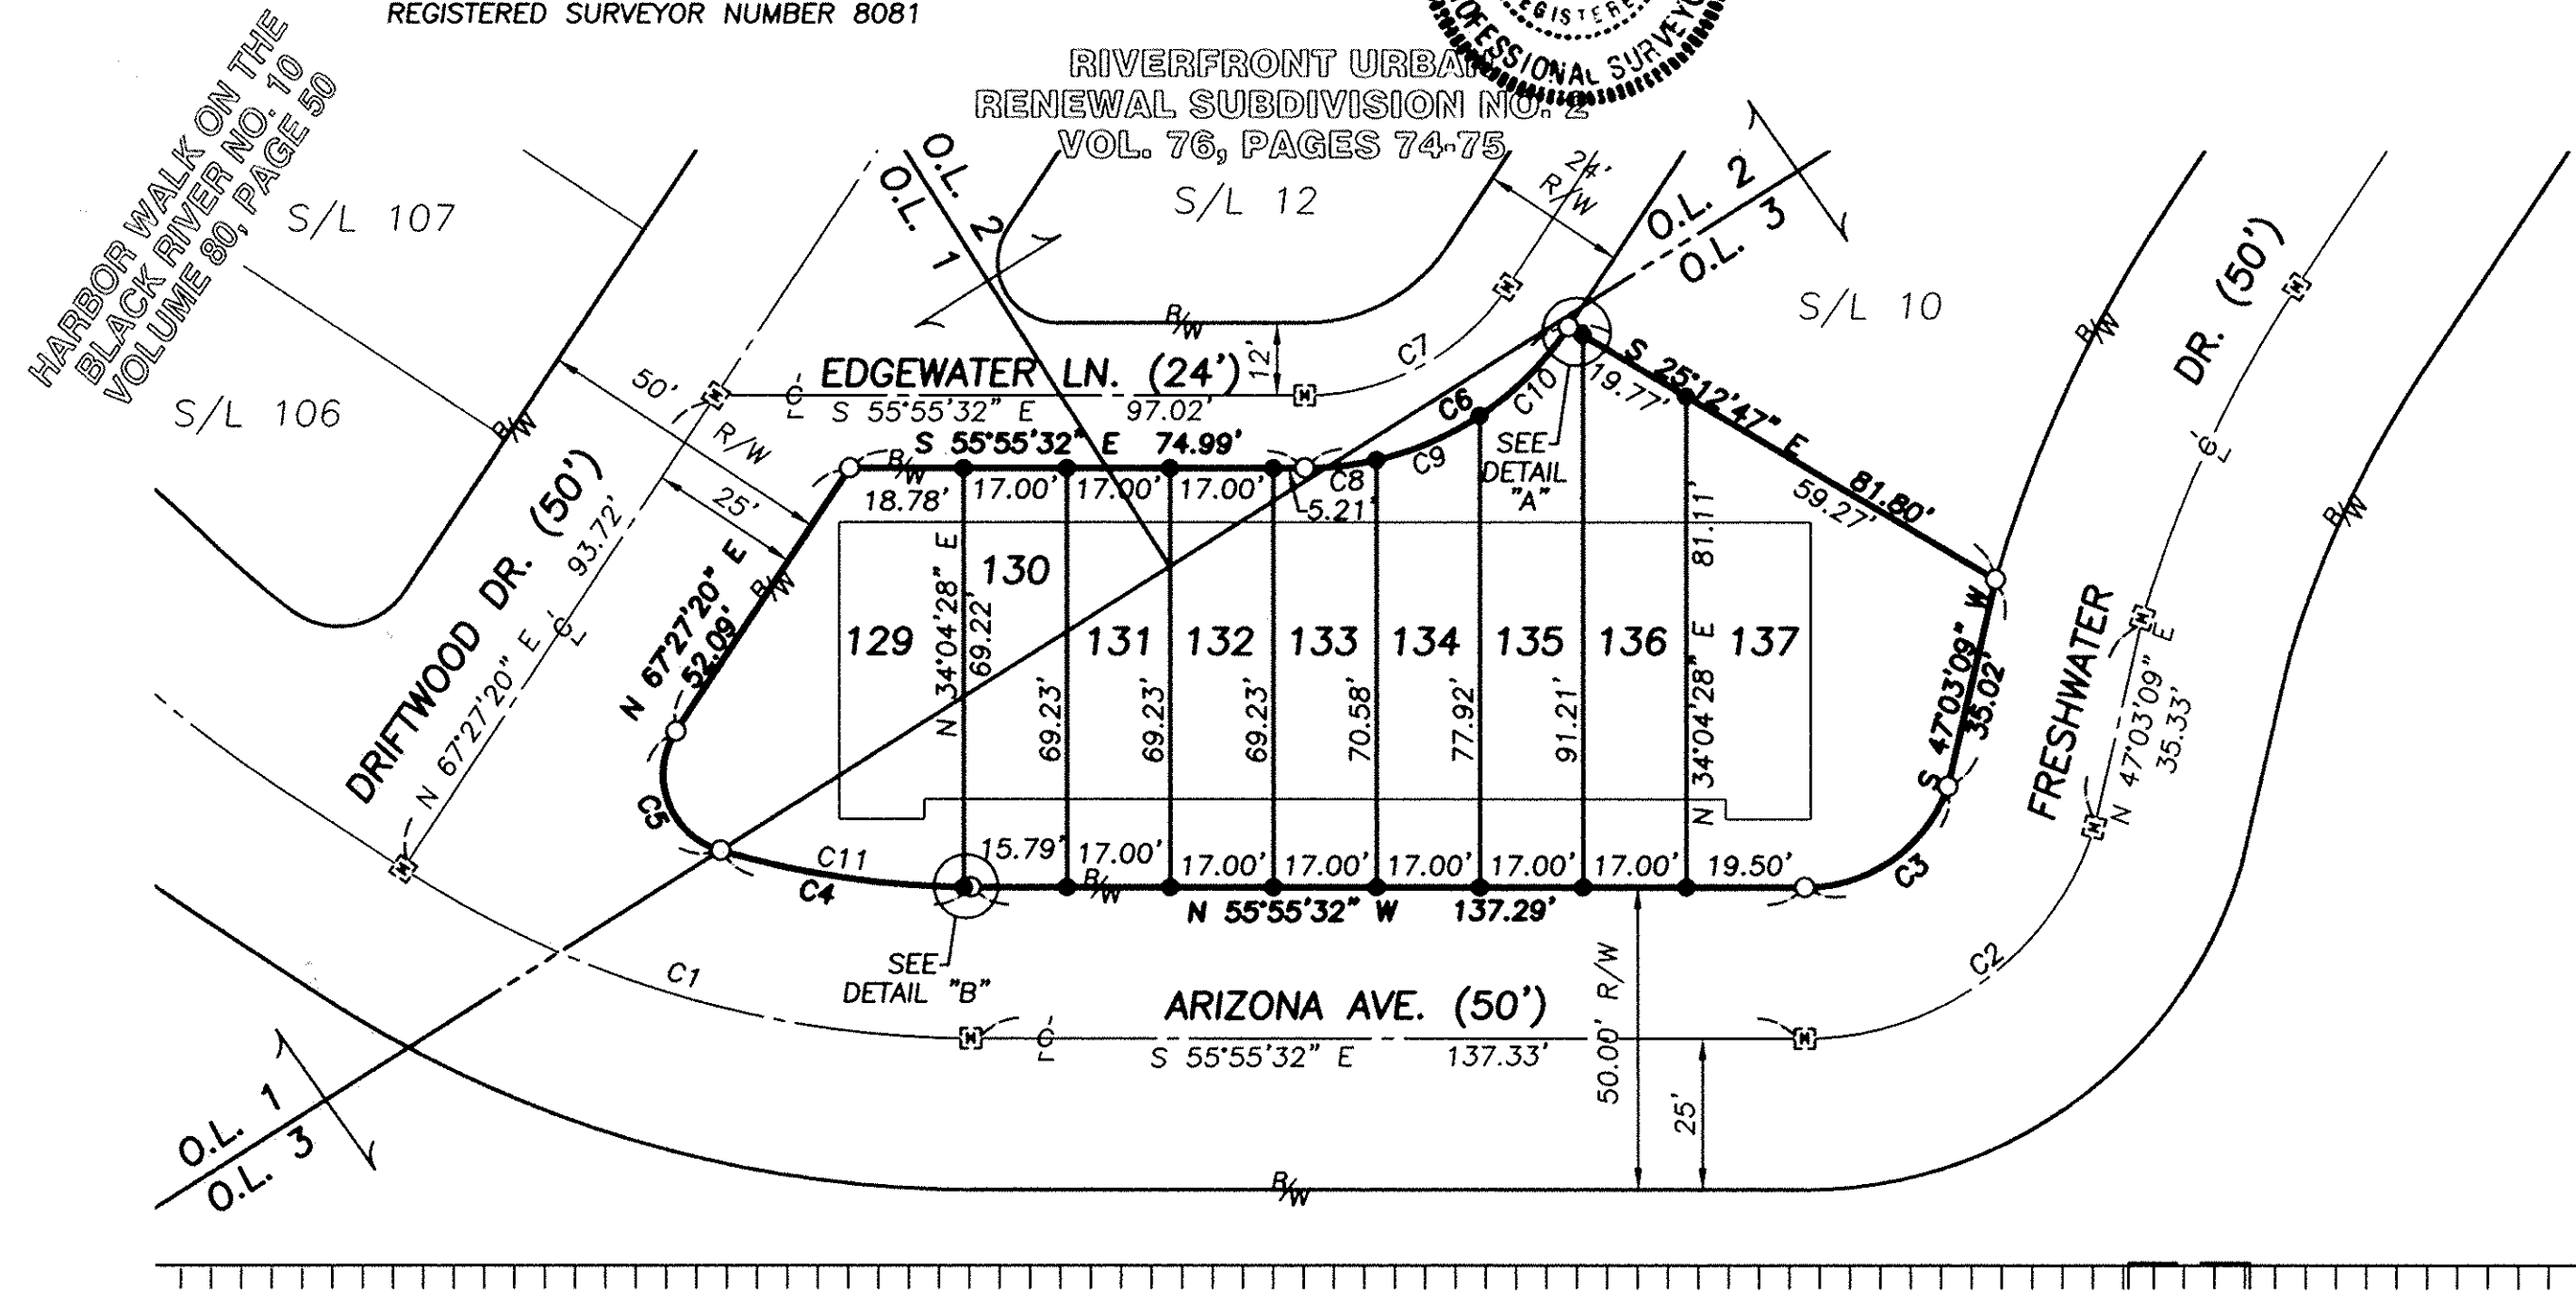 REGISTERED SURVEYOR NUMBER 8081
REGISTERE
OFESSIONAL SURVEYO
HARBOR WALK ON THE
BLACK RIVER NO. 10
VOLUME 80, PAGE 50
RIVERFRONT URBAN
RENEWAL SUBDIVISION NO. 2
VOL. 76, PAGES 74-75
S/L 107
S/L 106
S/L 12
S/L 10
O.L. 2
O.L. 1
24'
R/W
O.L. 2
O.L. 3
R/W
R/W
DR. (50')
R/W
R/W
EDGEWATER LN. (24')
12'
S 55°55'32" E 97.02'
C7
50'
R/W
R/W
25'
S 55°55'32" E 74.99'
R/W
18.78'
17.00'
17.00'
17.00'
5.21'
C8
C9
C6
C10
SEE
DETAIL
"A"
19.77'
S 25°12'47" E 81.80'
59.27'
DRIFTWOOD DR. (50')
N 67°27'20" E 93.72'
N 67°27'20" E
52.09'
R/W
129
130
131
132
133
134
135
136
137
N 34°04'28" E
69.22'
69.23'
69.23'
69.23'
70.58'
77.92'
91.21'
N 34°04'28" E 81.11'
S 47°03'09" W
35.02'
FRESHWATER
N 47°03'09" E
35.33'
C5
C11
C4
15.79'
17.00'
17.00'
17.00'
17.00'
17.00'
17.00'
19.50'
C3
R/W
N 55°55'32" W 137.29'
SEE
DETAIL "B"
C1
C2
ARIZONA AVE. (50')
S 55°55'32" E 137.33'
50.00' R/W
25'
R/W
O.L. 1
O.L. 3